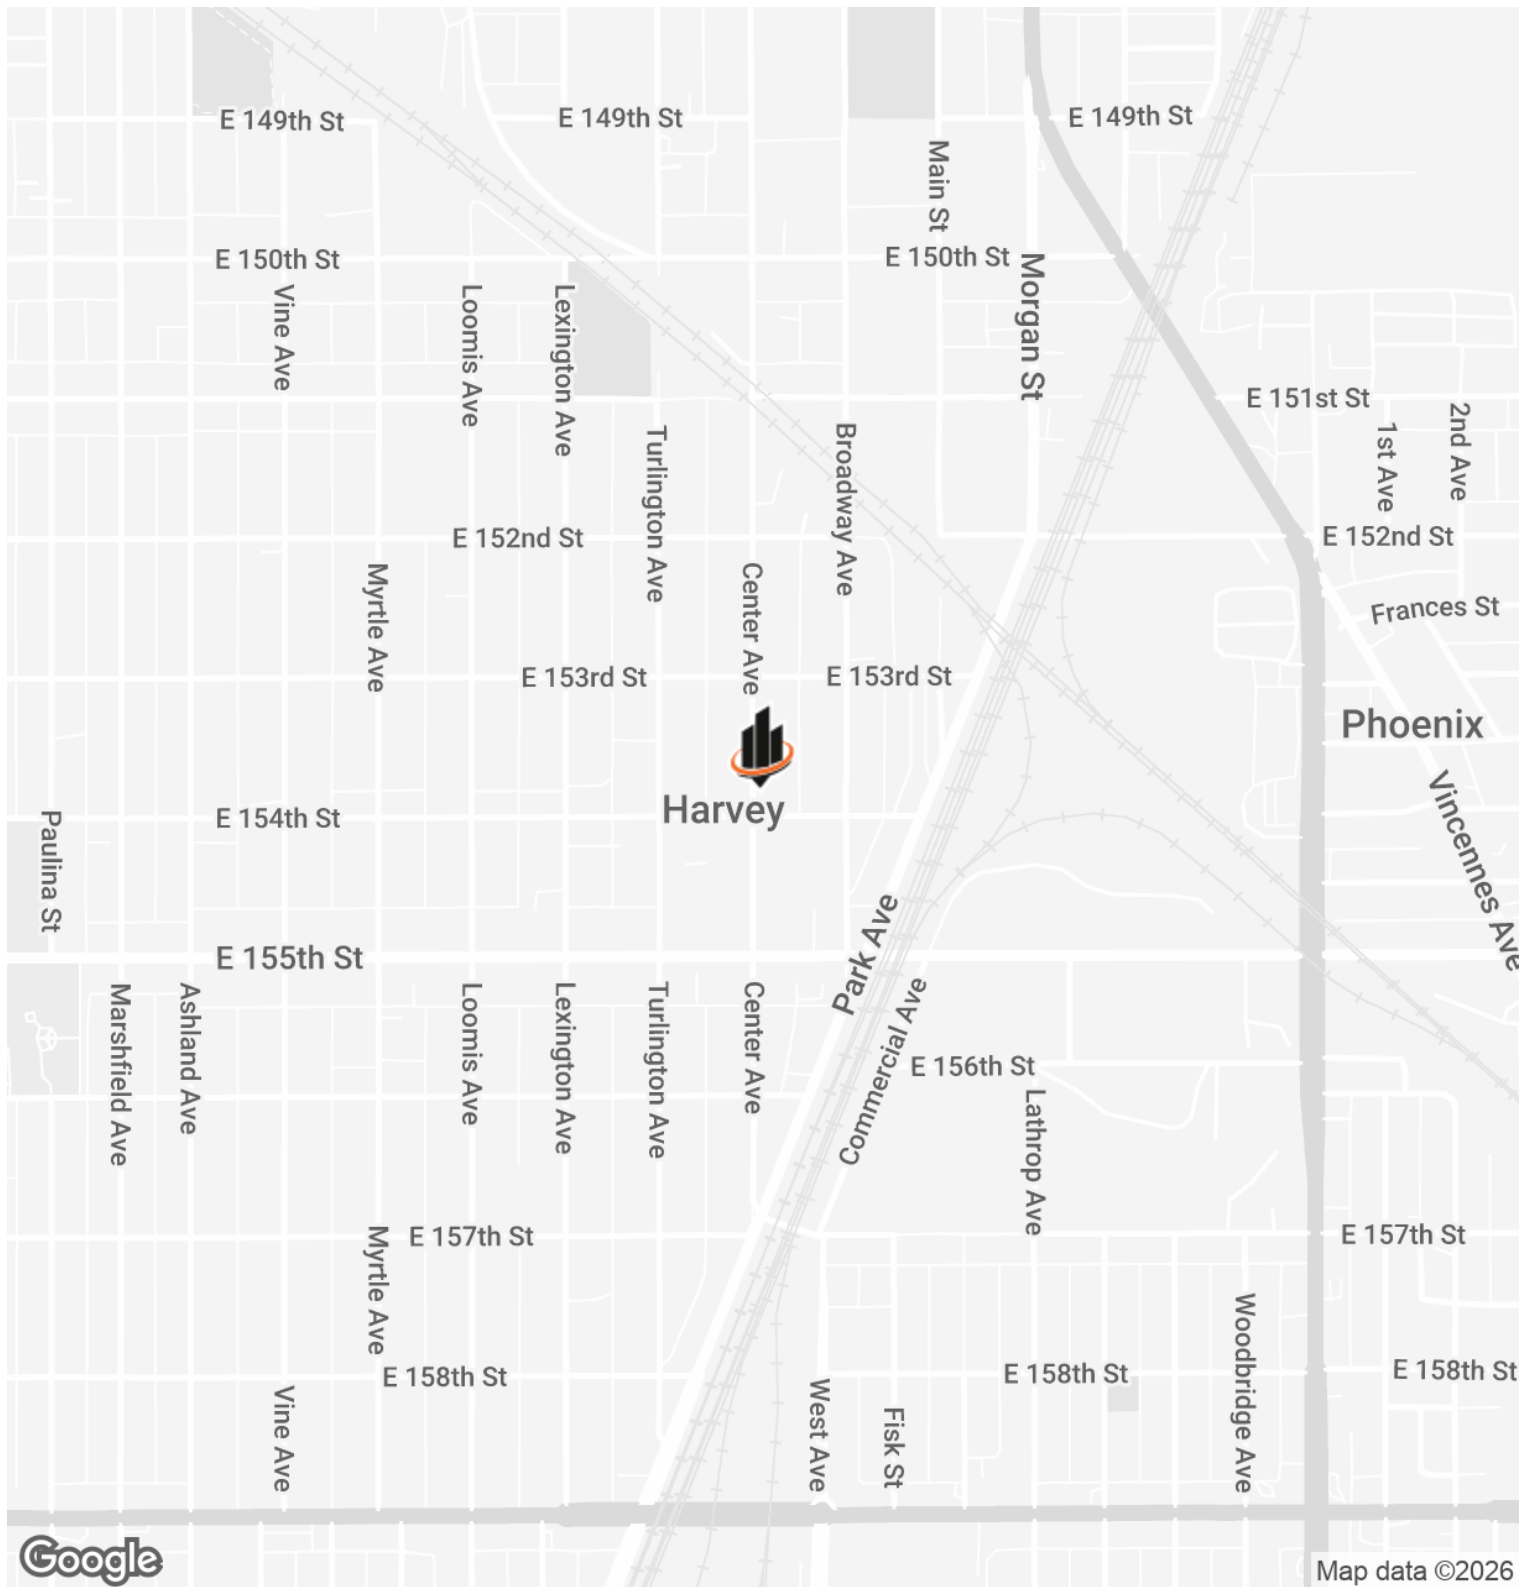 E 149th St
E 149th St
E 149th St
Main St
E 150th St
E 150th St
Morgan St
Vine Ave
Loomis Ave
Lexington Ave
E 151st St
2nd Ave
1st Ave
Turlington Ave
Broadway Ave
E 152nd St
E 152nd St
Myrtle Ave
Center Ave
Frances St
E 153rd St
E 153rd St
Phoenix
Harvey
E 154th St
Paulina St
Vincennes Ave
Park Ave
E 155th St
Marshfield Ave
Ashland Ave
Loomis Ave
Lexington Ave
Turlington Ave
Center Ave
Commercial Ave
E 156th St
Lathrop Ave
E 157th St
E 157th St
Myrtle Ave
Woodbridge Ave
E 158th St
E 158th St
E 158th St
Vine Ave
West Ave
Fisk St
Google
Map data ©2026